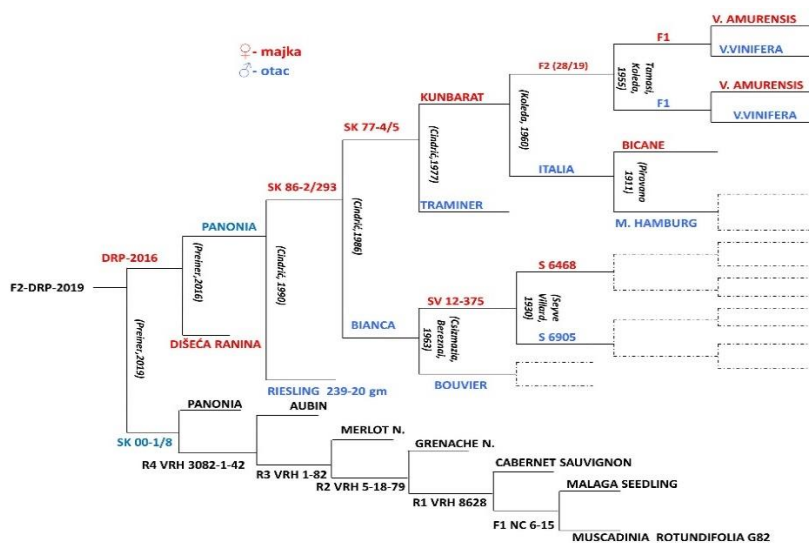 ♀- majka
♂- otac
F2-DRP-2019
DRP-2016
(Preiner,2019)
SK 00-1/8
PANONIA
(Preiner,2016)
DIŠEĆA RANINA
SK 86-2/293
(Cindrić, 1990)
RIESLING 239-20 gm
SK 77-4/5
(Cindrić,1986)
BIANCA
KUNBARAT
(Cindrić,1977)
TRAMINER
SV 12-375
(Csizmazia,
Bereznai,
1963)
BOUVIER
F2 (28/19)
(Koleda, 1960)
ITALIA
S 6468
(Seyve
Villard,
1930)
S 6905
F1
(Tamasi,
Koleda,
1955)
F1
BICANE
(Pirovano
1911)
M. HAMBURG
V. AMURENSIS
V.VINIFERA
V. AMURENSIS
V.VINIFERA
PANONIA
R4 VRH 3082-1-42
AUBIN
R3 VRH 1-82
MERLOT N.
R2 VRH 5-18-79
GRENACHE N.
R1 VRH 8628
CABERNET SAUVIGNON
F1 NC 6-15
MALAGA SEEDLING
MUSCADINIA ROTUNDIFOLIA G82